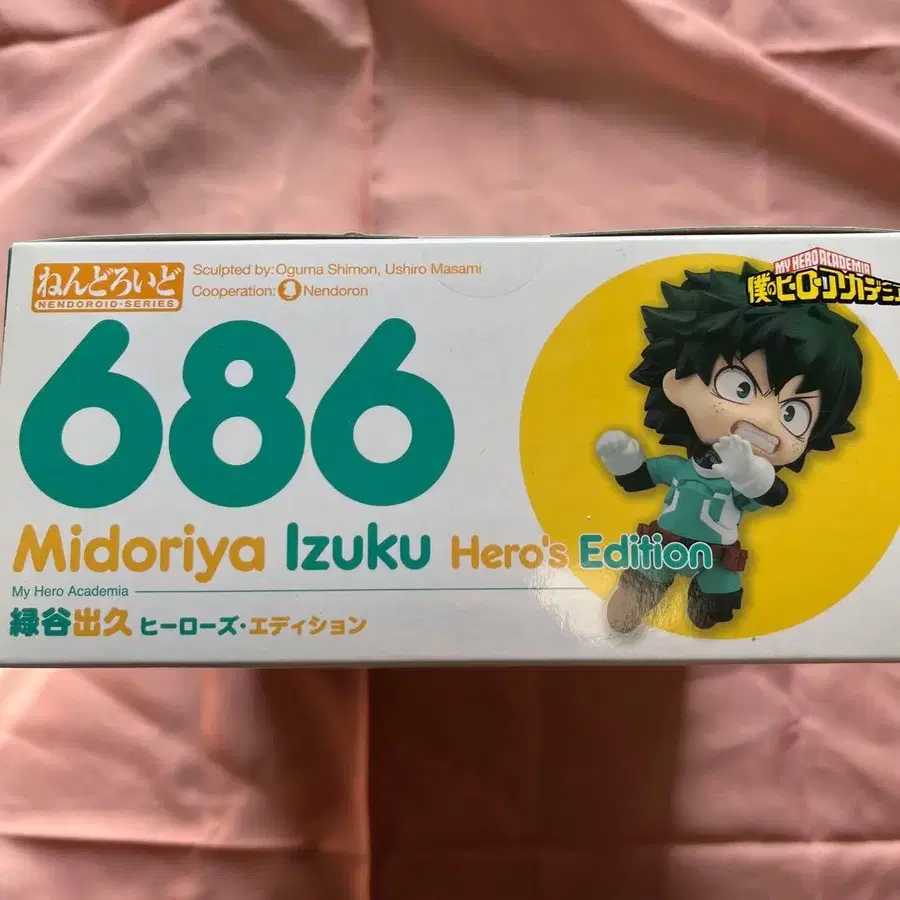 ねんどろいど
NENDOROID-SERIES
Sculpted by: Oguma Shimon, Ushiro Masami
Cooperation: Nendoron
MY HERO ACADEMIA
僕のヒーローアカデミア
686
Midoriya Izuku Hero's Edition
My Hero Academia
緑谷出久 ヒーローズ・エディション